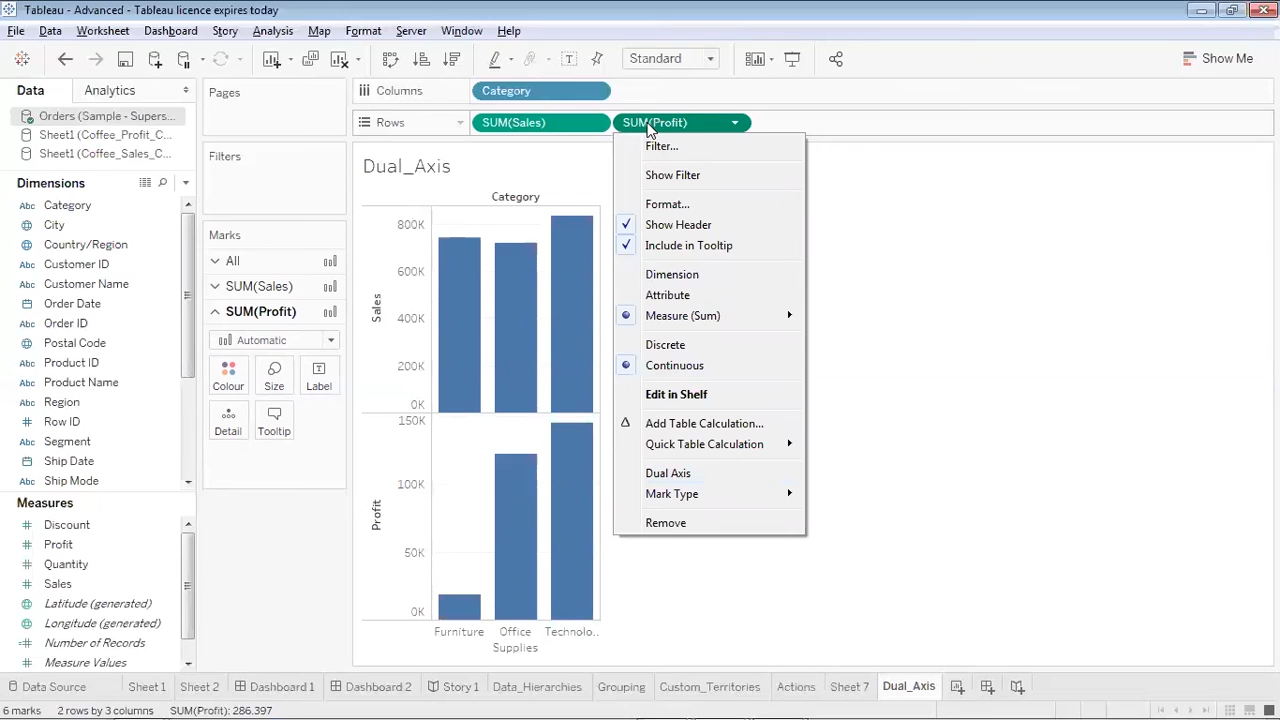 Tableau - Advanced - Tableau licence expires today
File Data Worksheet Dashboard Story Analysis Map Format Server Window Help
Standard
Show Me
Data Analytics
Orders (Sample - Supers...
Sheet1 (Coffee_Profit_C...
Sheet1 (Coffee_Sales_C...
Dimensions
Abc Category
City
Country/Region
Abc Customer ID
Abc Customer Name
Order Date
Abc Order ID
Postal Code
Abc Product ID
Abc Product Name
Region
Row ID
Abc Segment
Ship Date
Abc Ship Mode
Measures
# Discount
# Profit
# Quantity
# Sales
Latitude (generated)
Longitude (generated)
Number of Records
# Measure Values
Pages
Filters
Marks
All
SUM(Sales)
SUM(Profit)
Automatic
Colour Size Label
Detail Tooltip
Columns Category
Rows SUM(Sales) SUM(Profit)
Dual_Axis
Category
800K
600K
400K
200K
0K
Sales
150K
100K
50K
0K
Profit
Furniture Office Supplies Technolo..
Filter...
Show Filter
Format...
Show Header
Include in Tooltip
Dimension
Attribute
Measure (Sum)
Discrete
Continuous
Edit in Shelf
Add Table Calculation...
Quick Table Calculation
Dual Axis
Mark Type
Remove
Data Source Sheet 1 Sheet 2 Dashboard 1 Dashboard 2 Story 1 Data_Hierarchies Grouping Custom_Territories Actions Sheet 7 Dual_Axis
6 marks 2 rows by 3 columns SUM(Profit): 286.397